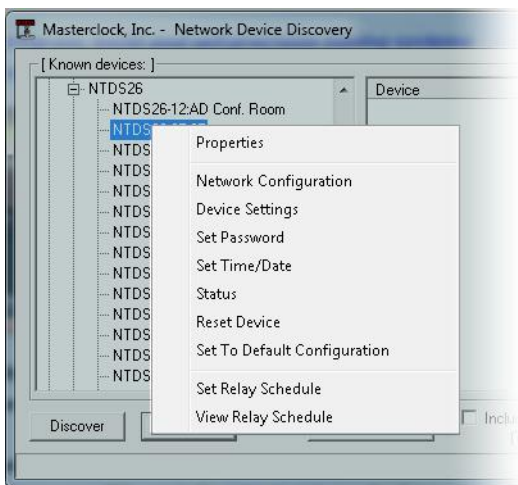 Masterclock, Inc. - Network Device Discovery
[ Known devices: ]
NTDS26
Device
NTDS26-12:AD Conf. Room
NTDS
NTDS
NTDS
NTDS
NTDS
NTDS
NTDS
NTDS
NTDS
NTDS
NTDS
NTDS
NTDS
Properties
Network Configuration
Device Settings
Set Password
Set Time/Date
Status
Reset Device
Set To Default Configuration
Set Relay Schedule
View Relay Schedule
Discover